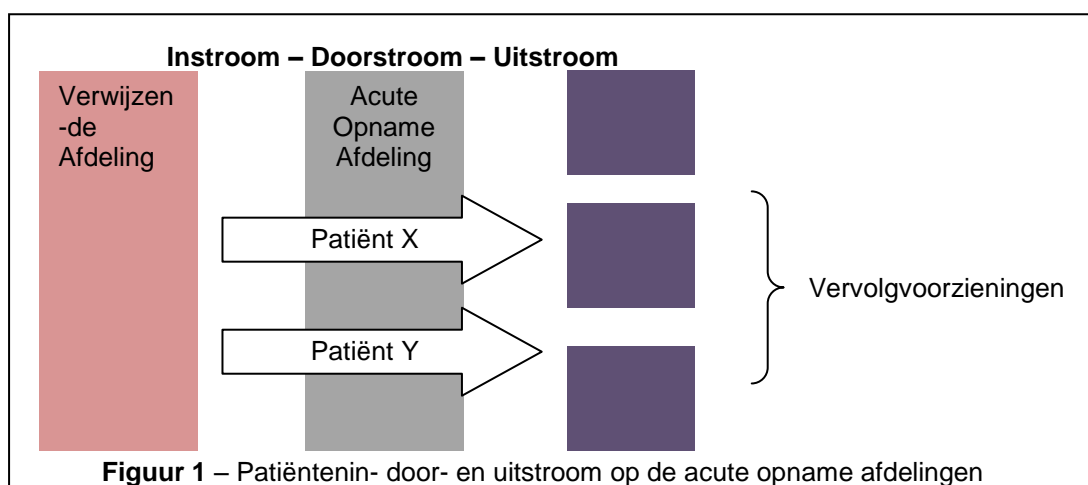 Instroom – Doorstroom – Uitstroom
Verwijzen
-de
Afdeling
Acute
Opname
Afdeling
Patiënt X
Patiënt Y
Vervolgvoorzieningen
Figuur 1 – Patiëntenin- door- en uitstroom op de acute opname afdelingen